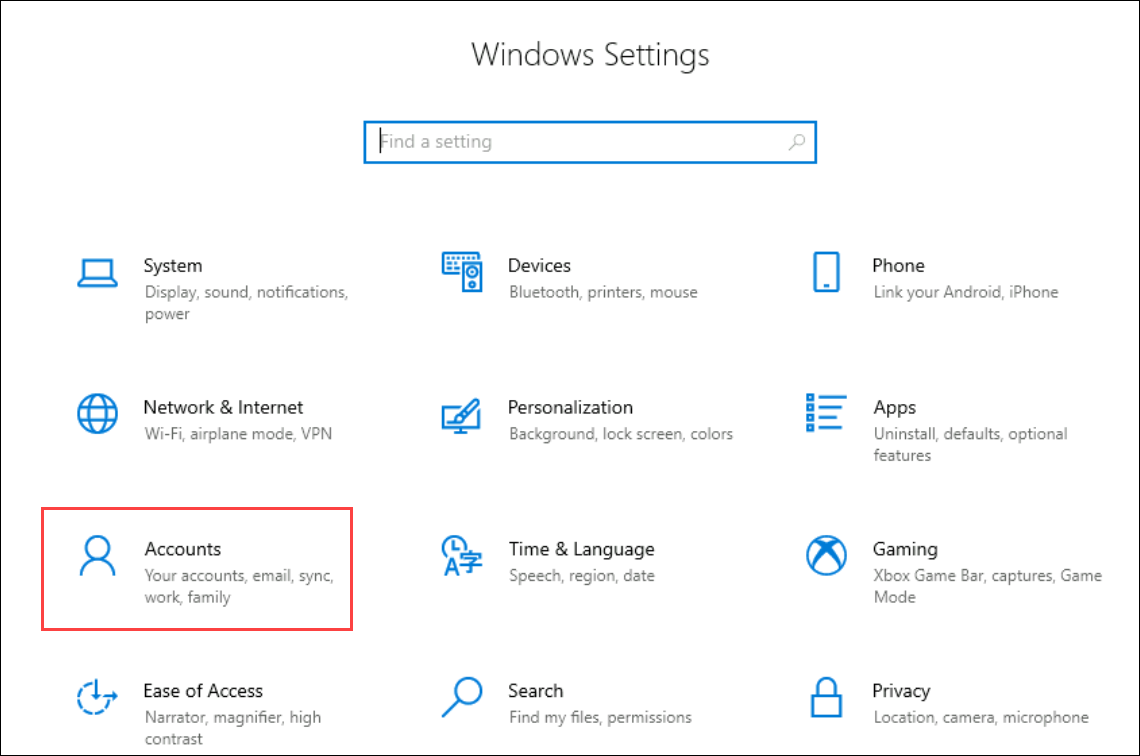 Windows Settings
Find a setting
System
Display, sound, notifications,
power
Devices
Bluetooth, printers, mouse
Phone
Link your Android, iPhone
Network & Internet
Wi-Fi, airplane mode, VPN
Personalization
Background, lock screen, colors
Apps
Uninstall, defaults, optional
features
Accounts
Your accounts, email, sync,
work, family
Time & Language
Speech, region, date
Gaming
Xbox Game Bar, captures, Game
Mode
Ease of Access
Narrator, magnifier, high
contrast
Search
Find my files, permissions
Privacy
Location, camera, microphone